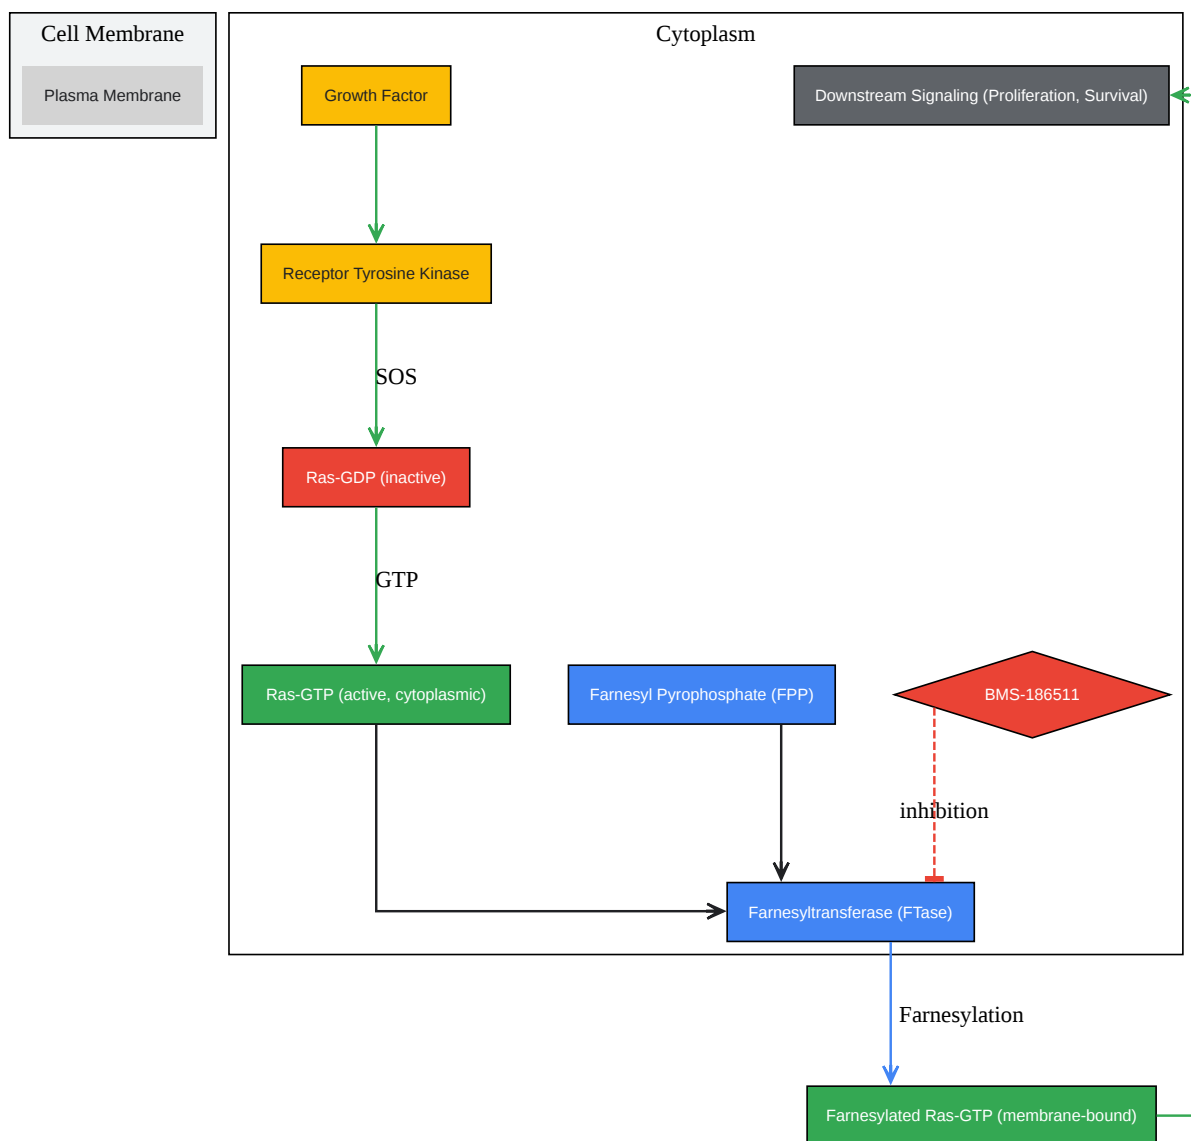 Cell Membrane
Plasma Membrane
Cytoplasm
Growth Factor
Downstream Signaling (Proliferation, Survival)
Receptor Tyrosine Kinase
SOS
Ras-GDP (inactive)
GTP
Ras-GTP (active, cytoplasmic)
Farnesyl Pyrophosphate (FPP)
BMS-186511
inhibition
Farnesyltransferase (FTase)
Farnesylation
Farnesylated Ras-GTP (membrane-bound)